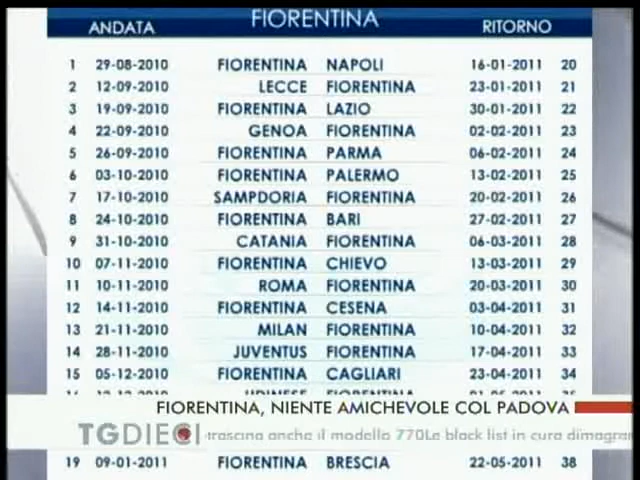 ANDATA FIORENTINA RITORNO
1 29-08-2010 FIORENTINA NAPOLI 16-01-2011 20
2 12-09-2010 LECCE FIORENTINA 23-01-2011 21
3 19-09-2010 FIORENTINA LAZIO 30-01-2011 22
4 22-09-2010 GENOA FIORENTINA 02-02-2011 23
5 26-09-2010 FIORENTINA PARMA 06-02-2011 24
6 03-10-2010 FIORENTINA PALERMO 13-02-2011 25
7 17-10-2010 SAMPDORIA FIORENTINA 20-02-2011 26
8 24-10-2010 FIORENTINA BARI 27-02-2011 27
9 31-10-2010 CATANIA FIORENTINA 06-03-2011 28
10 07-11-2010 FIORENTINA CHIEVO 13-03-2011 29
11 10-11-2010 ROMA FIORENTINA 20-03-2011 30
12 14-11-2010 FIORENTINA CESENA 03-04-2011 31
13 21-11-2010 MILAN FIORENTINA 10-04-2011 32
14 28-11-2010 JUVENTUS FIORENTINA 17-04-2011 33
15 05-12-2010 FIORENTINA CAGLIARI 23-04-2011 34
UDINESE FIORENTINA
FIORENTINA, NIENTE AMICHEVOLE COL PADOVA
TGDIECI trascina anche il modello 770 La black list in cura dimagran
19 09-01-2011 FIORENTINA BRESCIA 22-05-2011 38